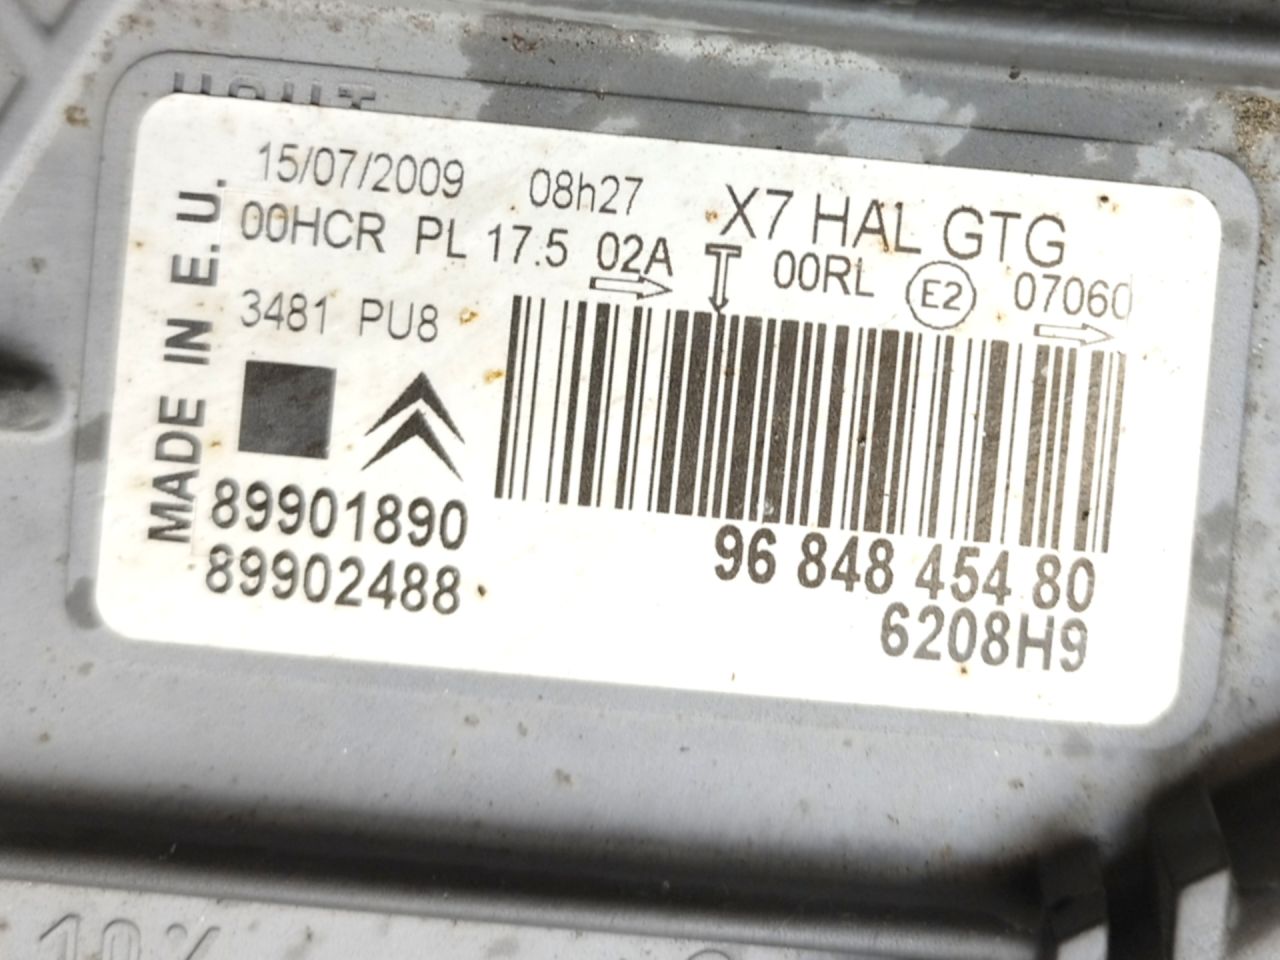 15/07/2009 08h27 X7 HAL GTG
00HCR PL 17.5 02A 00RL E2 07060
3481 PU8
MADE IN E.U.
89901890
89902488
96 848 454 80
6208H9
10%